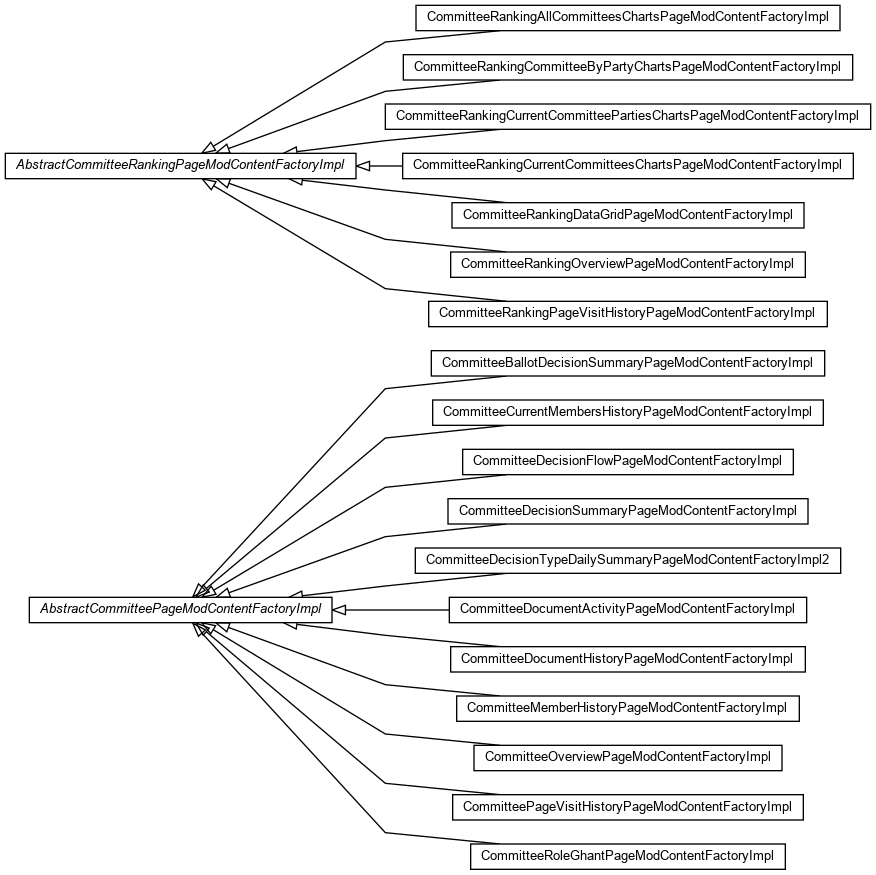 CommitteeRankingAllCommitteesChartsPageModContentFactoryImpl
CommitteeRankingCommitteeByPartyChartsPageModContentFactoryImpl
CommitteeRankingCurrentCommitteePartiesChartsPageModContentFactoryImpl
AbstractCommitteeRankingPageModContentFactoryImpl
CommitteeRankingCurrentCommitteesChartsPageModContentFactoryImpl
CommitteeRankingDataGridPageModContentFactoryImpl
CommitteeRankingOverviewPageModContentFactoryImpl
CommitteeRankingPageVisitHistoryPageModContentFactoryImpl
CommitteeBallotDecisionSummaryPageModContentFactoryImpl
CommitteeCurrentMembersHistoryPageModContentFactoryImpl
CommitteeDecisionFlowPageModContentFactoryImpl
CommitteeDecisionSummaryPageModContentFactoryImpl
CommitteeDecisionTypeDailySummaryPageModContentFactoryImpl2
AbstractCommitteePageModContentFactoryImpl
CommitteeDocumentActivityPageModContentFactoryImpl
CommitteeDocumentHistoryPageModContentFactoryImpl
CommitteeMemberHistoryPageModContentFactoryImpl
CommitteeOverviewPageModContentFactoryImpl
CommitteePageVisitHistoryPageModContentFactoryImpl
CommitteeRoleGhantPageModContentFactoryImpl